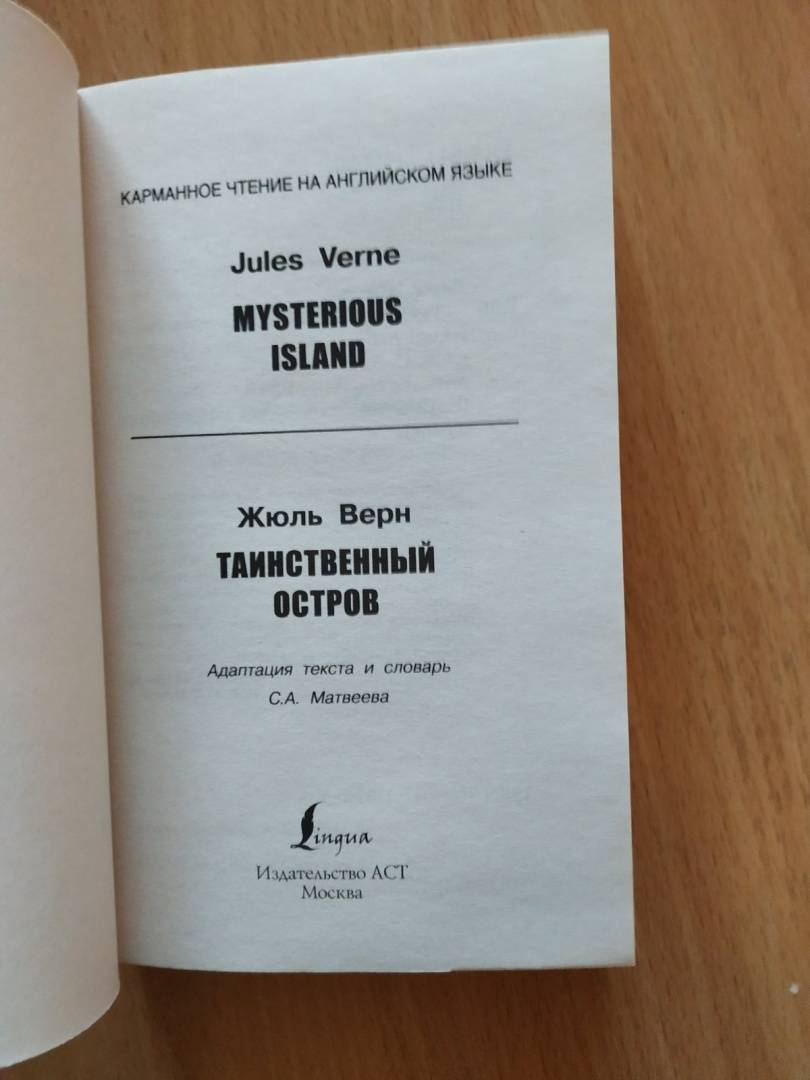 КАРМАННОЕ ЧТЕНИЕ НА АНГЛИЙСКОМ ЯЗЫКЕ
Jules Verne
MYSTERIOUS
ISLAND
Жюль Верн
ТАИНСТВЕННЫЙ
ОСТРОВ
Адаптация текста и словарь
С.А. Матвеева
Lingua
Издательство АСТ
Москва